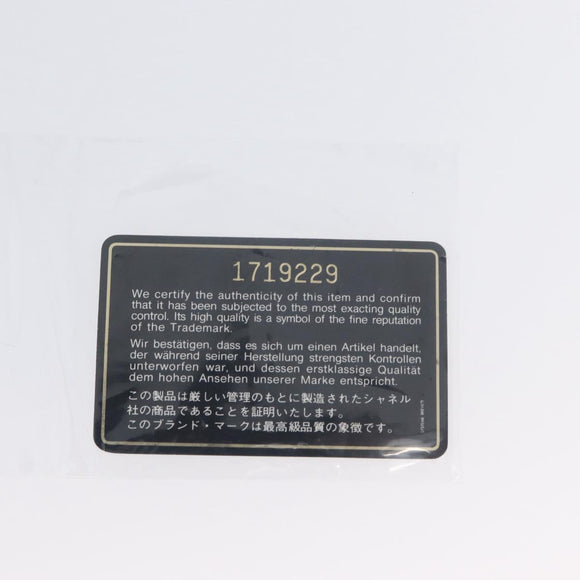 1719229
We certify the authenticity of this item and confirm
that it has been subjected to the most exacting quality
control. Its high quality is a symbol of the fine reputation
of the Trademark.
Wir bestätigen, dass es sich um einen Artikel handelt,
der während seiner Herstellung strengsten Kontrollen
unterworfen war, und dessen erstklassige Qualität
dem hohen Ansehen unserer Marke entspricht.
この製品は厳しい管理のもとに製造されたシャネル
社の商品であることを証明いたします。
このブランド・マークは最高級品質の象徴です。